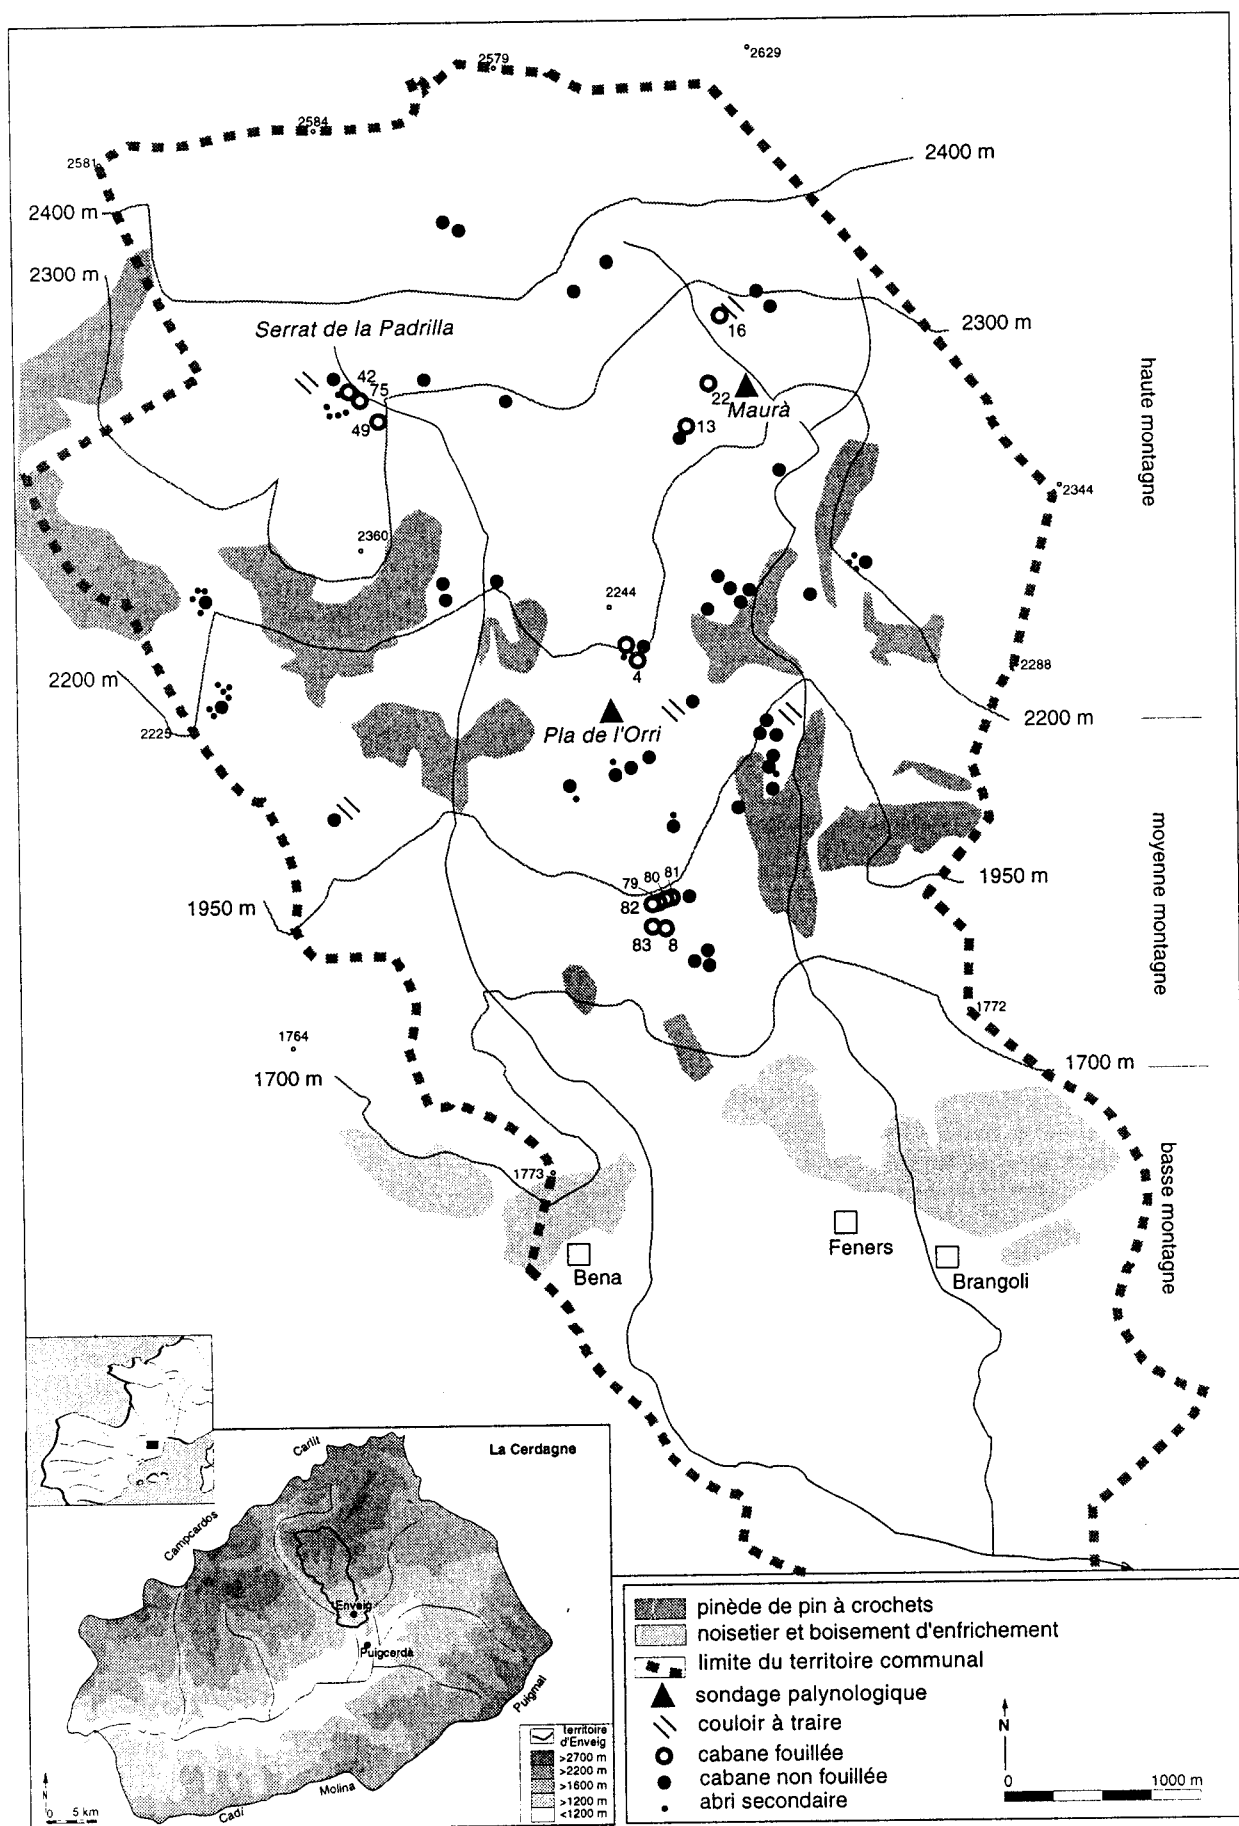 2629
2579
2584
2581
2400 m
2400 m
2300 m
2300 m
Serrat de la Padrilla
16
42
75
22
Maurà
49
13
haute montagne
2344
2360
2244
2288
4
2200 m
2200 m
2225
Pla de l'Orri
moyenne montagne
79
80
81
82
83
8
1950 m
1950 m
1772
1764
1700 m
1700 m
1773
basse montagne
Bena
Feners
Brangoli
La Cerdagne
Carlit
Campcardos
Enveig
Puigcerdà
Puigmal
Molina
Cadí
N
0 5 km
territoire
d'Enveig
>2700 m
>2200 m
>1600 m
>1200 m
<1200 m
pinède de pin à crochets
noisetier et boisement d'enfrichement
limite du territoire communal
sondage palynologique
couloir à traire
cabane fouillée
cabane non fouillée
abri secondaire
N
0 1000 m